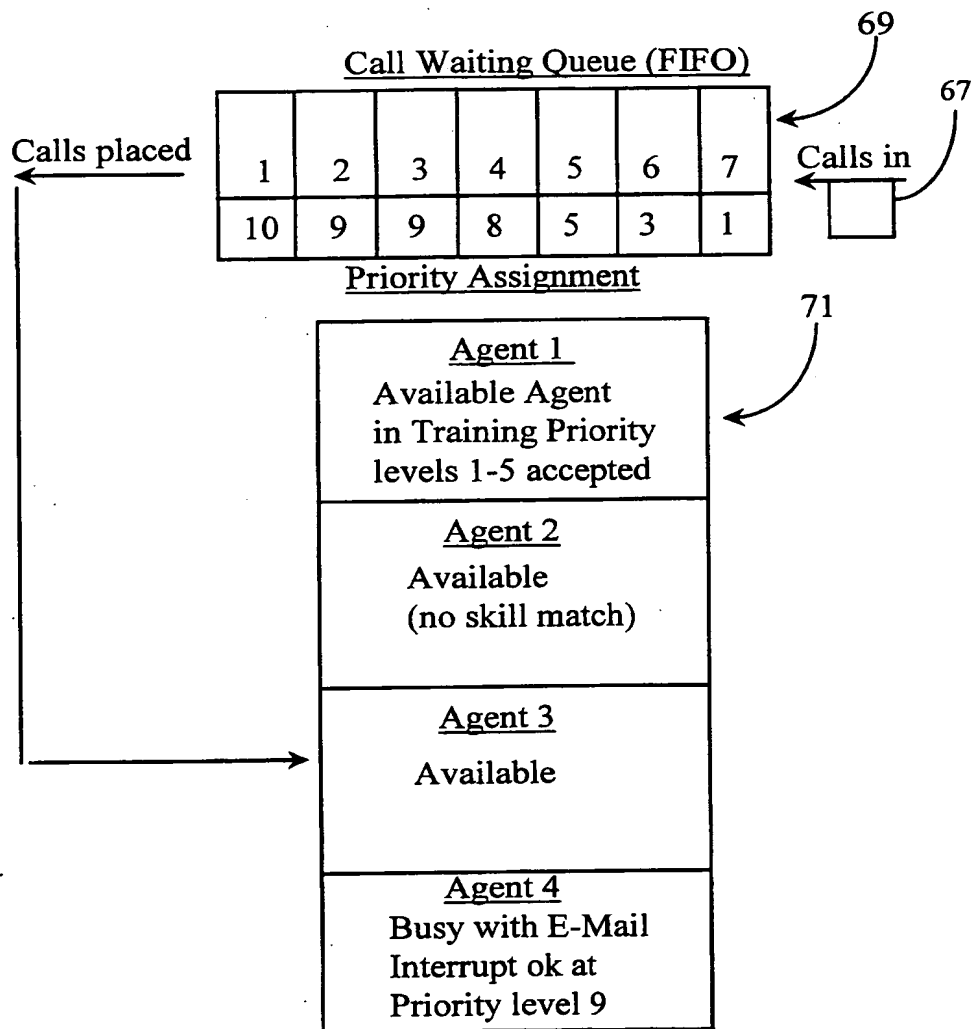 69
Call Waiting Queue (FIFO)
67
Calls placed
Calls in
1 2 3 4 5 6 7
10 9 9 8 5 3 1
Priority Assignment
71
Agent 1
Available Agent
in Training Priority
levels 1-5 accepted
Agent 2
Available
(no skill match)
Agent 3
Available
Agent 4
Busy with E-Mail
Interrupt ok at
Priority level 9